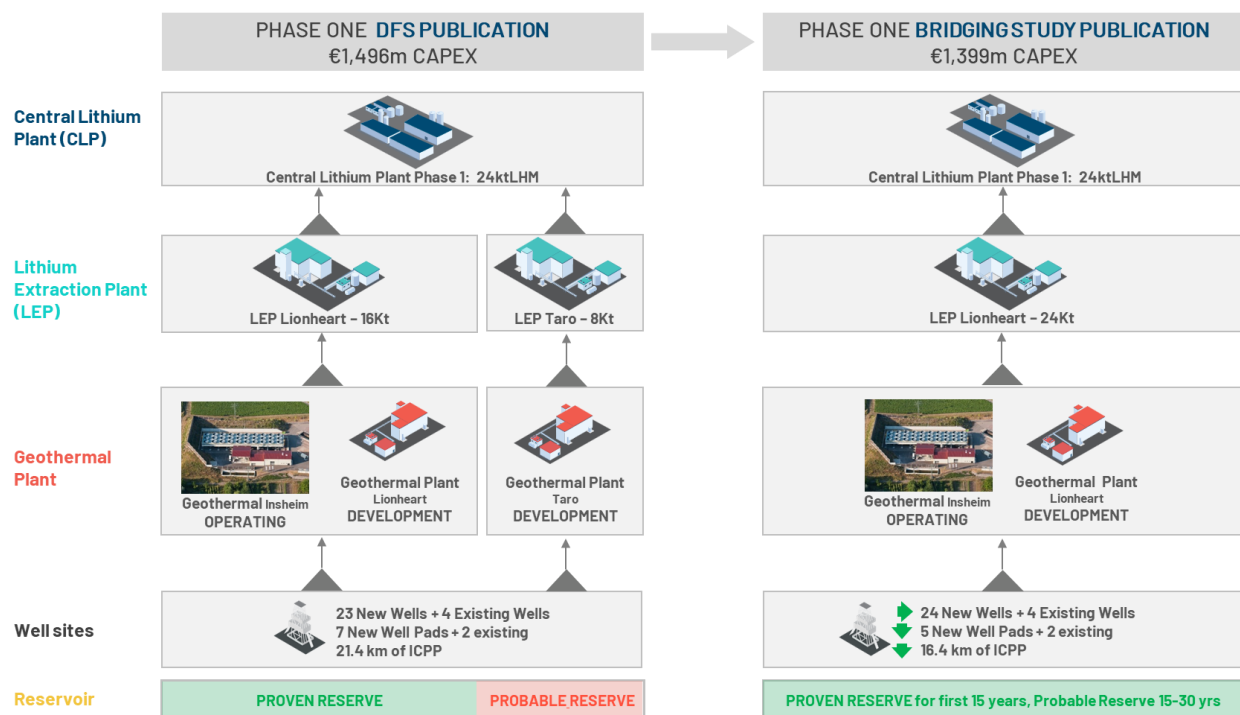 PHASE ONE DFS PUBLICATION
€1,496m CAPEX
PHASE ONE BRIDGING STUDY PUBLICATION
€1,399m CAPEX
Central Lithium
Plant (CLP)
Central Lithium Plant Phase 1: 24ktLHM
Central Lithium Plant Phase 1: 24ktLHM
Lithium
Extraction Plant
(LEP)
LEP Lionheart – 16Kt
LEP Taro – 8Kt
LEP Lionheart – 24Kt
Geothermal
Plant
Geothermal Insheim
OPERATING
Geothermal Plant
Lionheart
DEVELOPMENT
Geothermal Plant
Taro
DEVELOPMENT
Geothermal Insheim
OPERATING
Geothermal Plant
Lionheart
DEVELOPMENT
Well sites
23 New Wells + 4 Existing Wells
7 New Well Pads + 2 existing
21.4 km of ICPP
24 New Wells + 4 Existing Wells
5 New Well Pads + 2 existing
16.4 km of ICPP
Reservoir
PROVEN RESERVE
PROBABLE RESERVE
PROVEN RESERVE for first 15 years, Probable Reserve 15-30 yrs